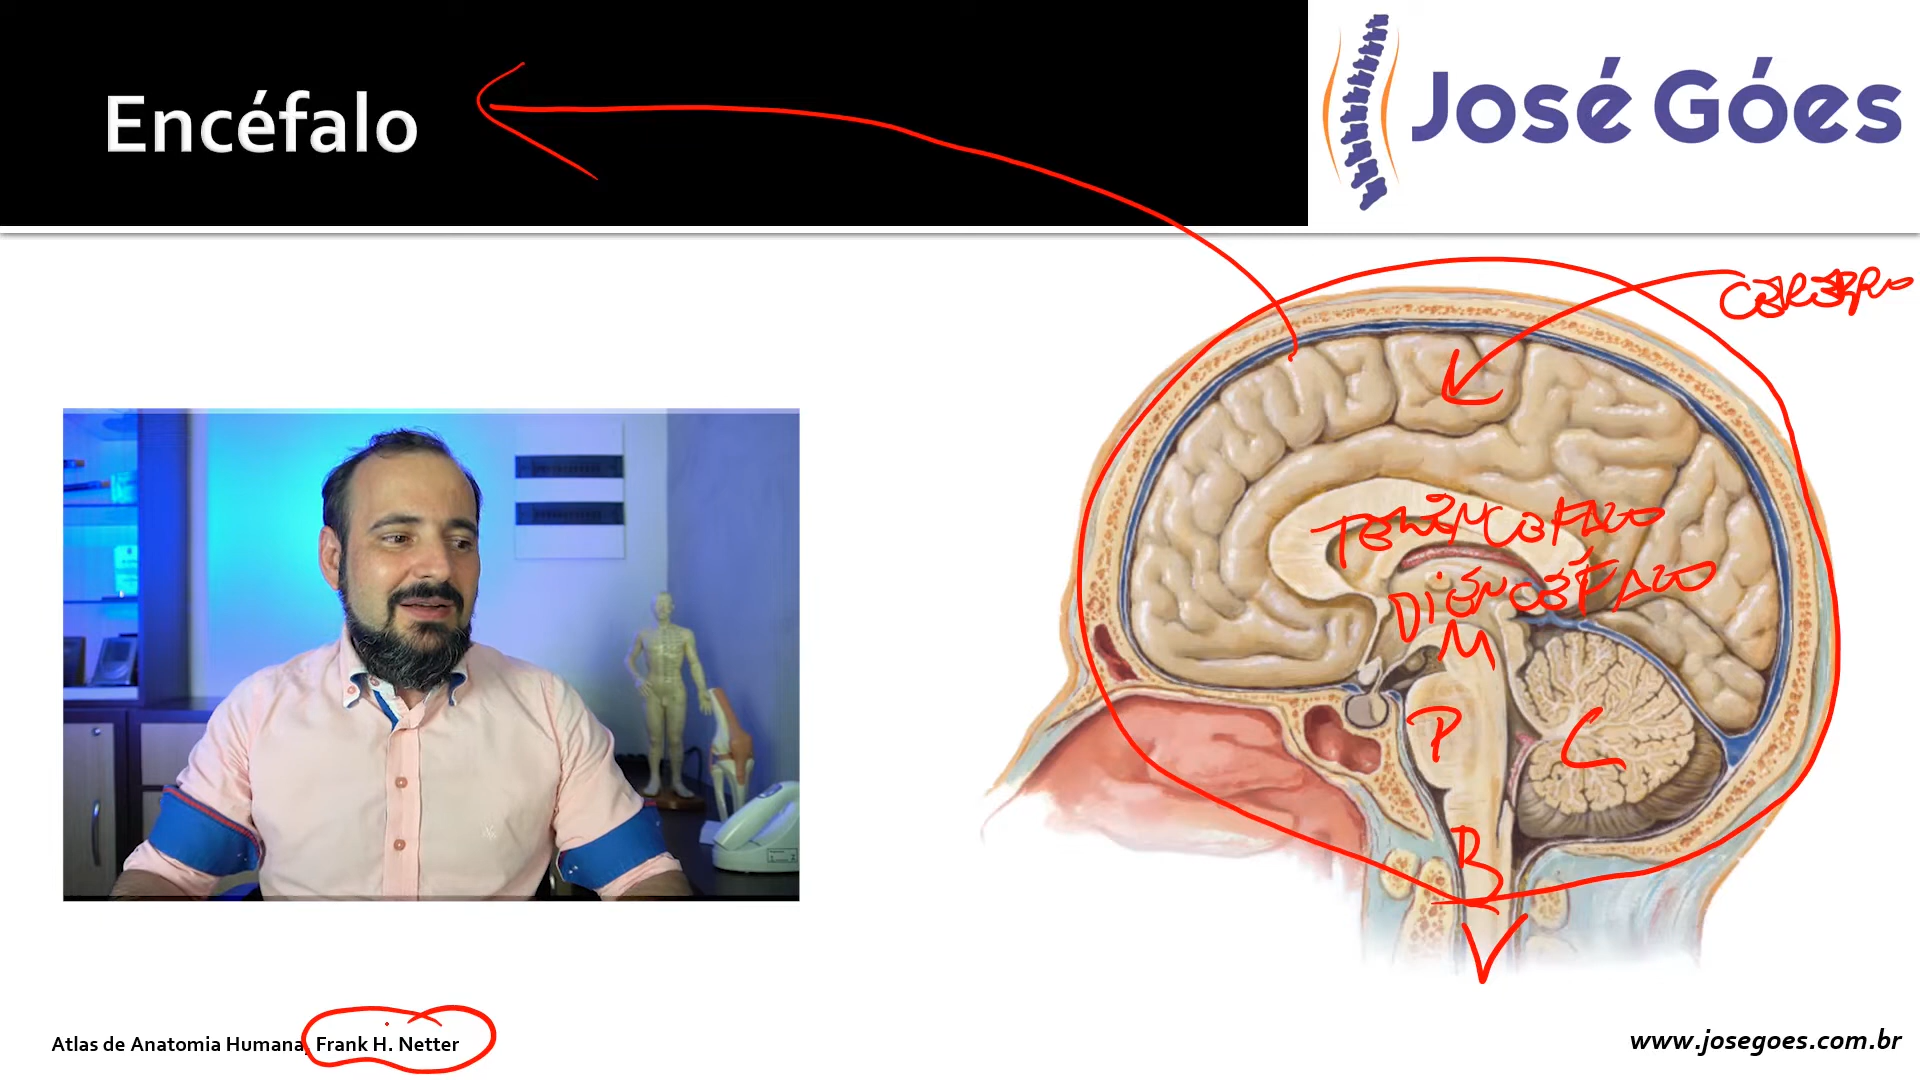 Encéfalo
José Góes
CÉREBRO
TELENCÉFALO
DIENCÉFALO
M
P
C
B
Atlas de Anatomia Humana, Frank H. Netter
www.josegoes.com.br